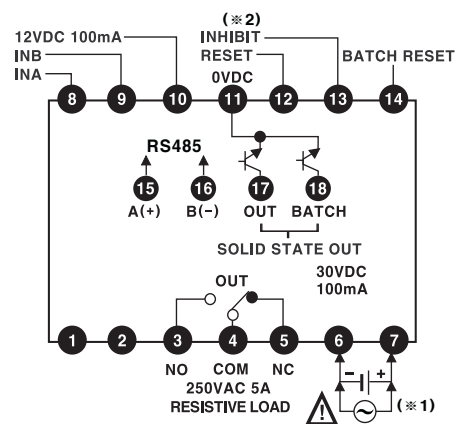 (※2)
12VDC 100mA
INHIBIT
INB
RESET
BATCH RESET
INA
0VDC
8 9 10 11 12 13 14
RS485
15 16 17 18
A(+) B(-) OUT BATCH
SOLID STATE OUT
30VDC
100mA
OUT
1 2 3 4 5 6 7
NO COM NC
- +
250VAC 5A
(※1)
RESISTIVE LOAD